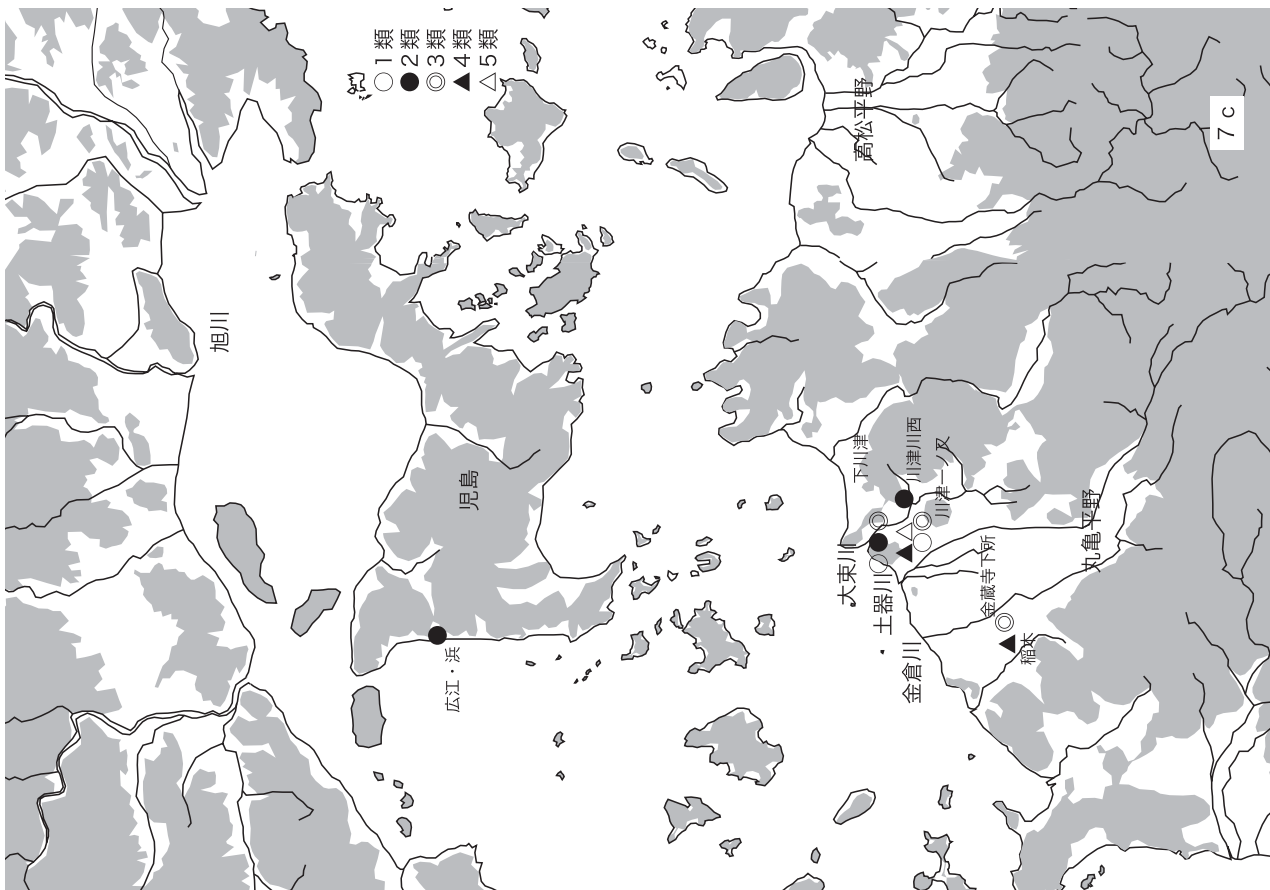 7c
○1類
●2類
◎3類
▲4類
△5類
旭川
児島
広江・浜
高松平野
下川津
川津川西
川津一ノ又
大束川
土器川
金倉川
金蔵寺下所
稲木
丸亀平野